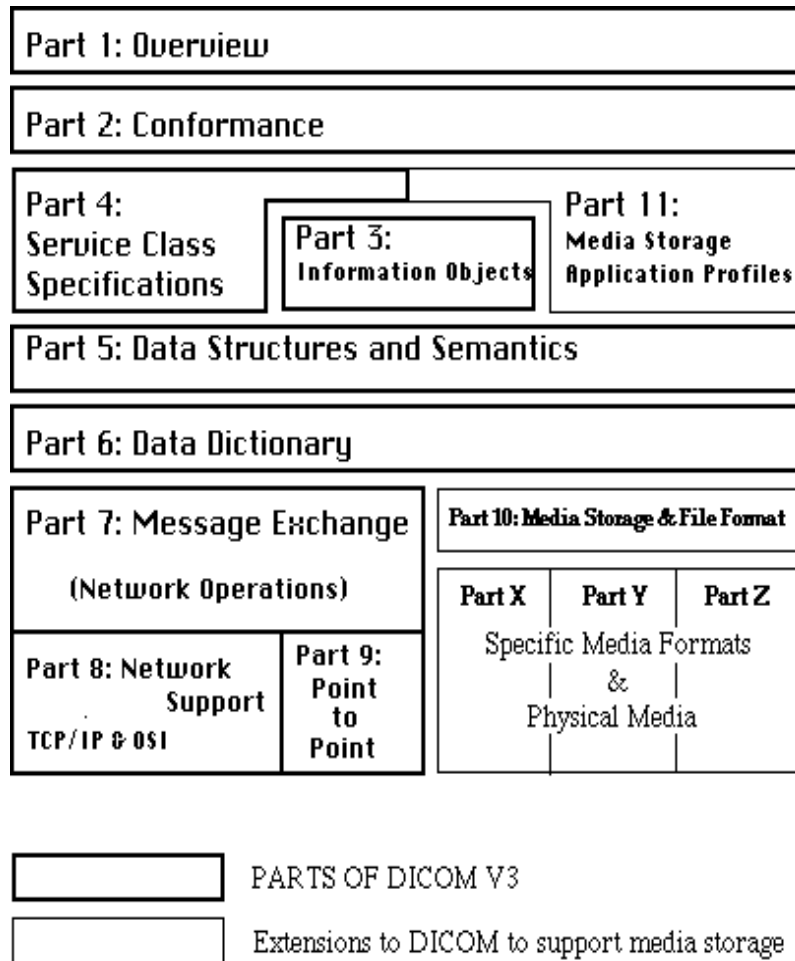 Part 1: Overview
Part 2: Conformance
Part 4:
Service Class
Specifications
Part 3:
Information Objects
Part 11:
Media Storage
Application Profiles
Part 5: Data Structures and Semantics
Part 6: Data Dictionary
Part 7: Message Exchange
(Network Operations)
Part 8: Network
Support
TCP/IP & OSI
Part 9:
Point
to
Point
Part 10: Media Storage & File Format
Part X
Part Y
Part Z
Specific Media Formats
&
Physical Media
PARTS OF DICOM V3
Extensions to DICOM to support media storage